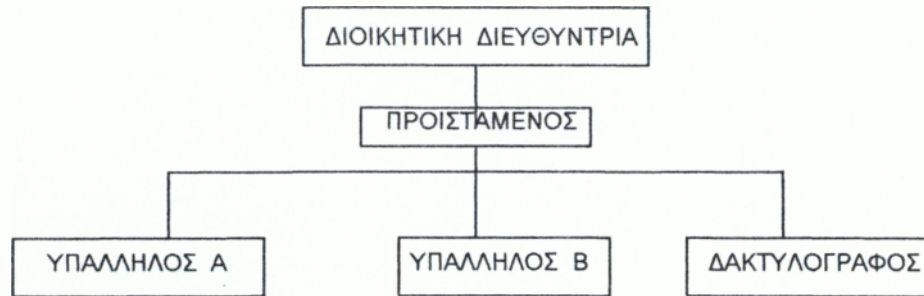 ΔΙΟΙΚΗΤΙΚΗ ΔΙΕΥΘΥΝΤΡΙΑ
ΠΡΟΙΣΤΑΜΕΝΟΣ
ΥΠΑΛΛΗΛΟΣ Α
ΥΠΑΛΛΗΛΟΣ Β
ΔΑΚΤΥΛΟΓΡΑΦΟΣ